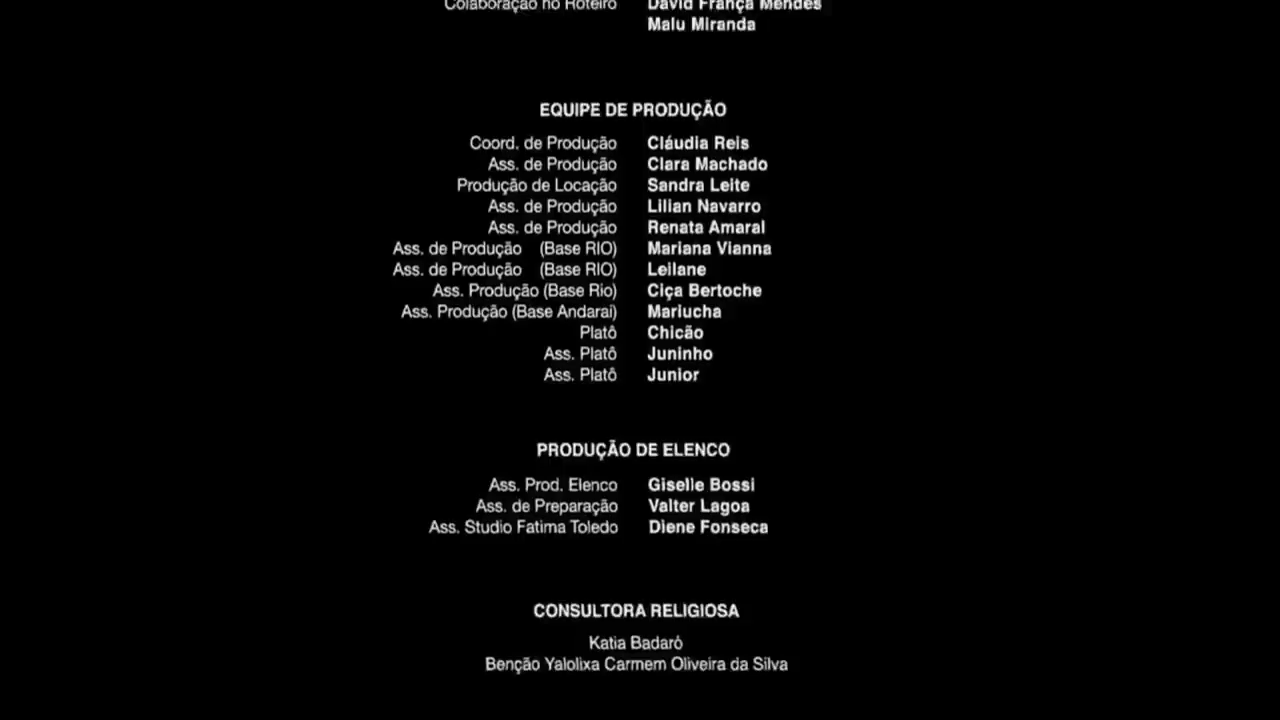 Colaboração no Roteiro David França Mendes
Malu Miranda
EQUIPE DE PRODUÇÃO
Coord. de Produção Cláudia Reis
Ass. de Produção Clara Machado
Produção de Locação Sandra Leite
Ass. de Produção Lilian Navarro
Ass. de Produção Renata Amaral
Ass. de Produção (Base RIO) Mariana Vianna
Ass. de Produção (Base RIO) Leilane
Ass. Produção (Base Rio) Ciça Bertoche
Ass. Produção (Base Andaraí) Mariucha
Platô Chicão
Ass. Platô Juninho
Ass. Platô Junior
PRODUÇÃO DE ELENCO
Ass. Prod. Elenco Giselle Bossi
Ass. de Preparação Valter Lagoa
Ass. Studio Fatima Toledo Diene Fonseca
CONSULTORA RELIGIOSA
Katia Badaró
Benção Yalolixa Carmem Oliveira da Silva